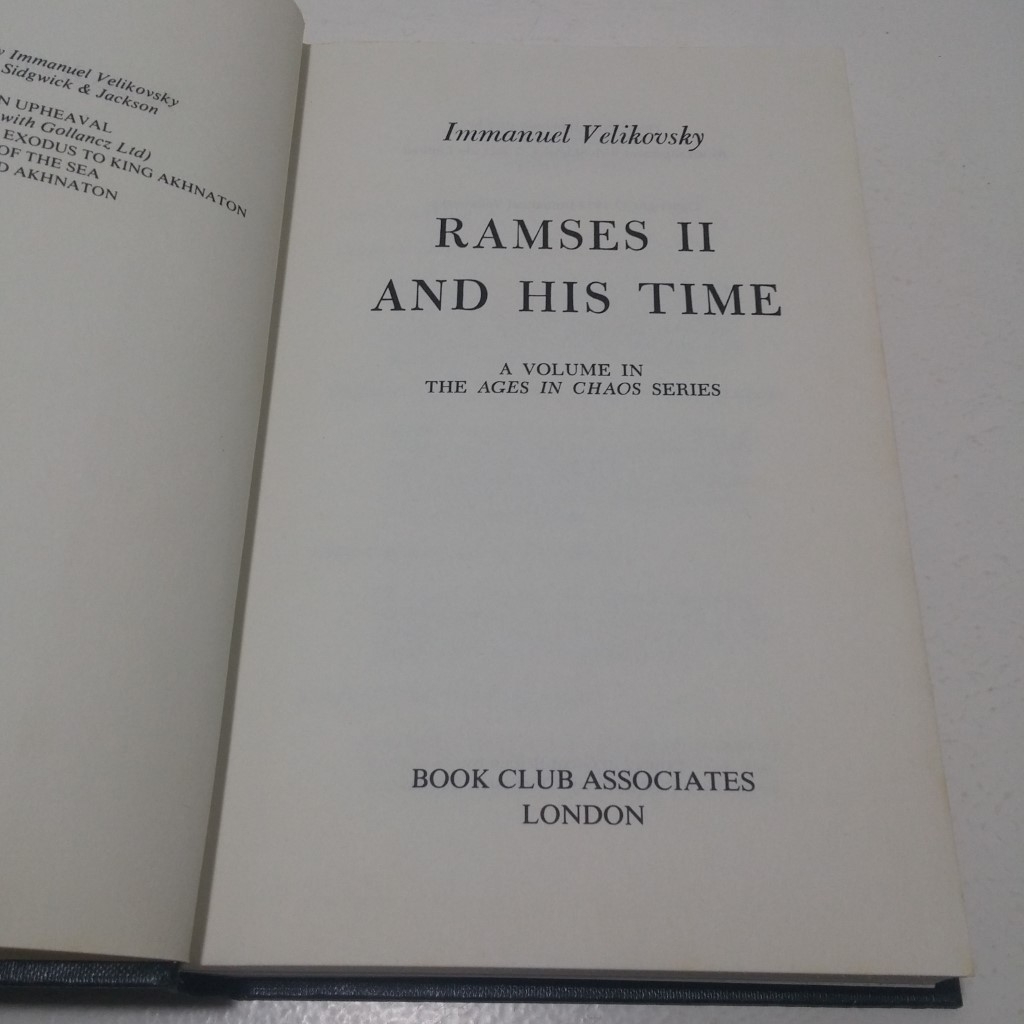 Immanuel Velikovsky
Sidgwick & Jackson
UPHEAVAL
with Gollancz Ltd)
EXODUS TO KING AKHNATON
OF THE SEA
AKHNATON
Immanuel Velikovsky
RAMSES II
AND HIS TIME
A VOLUME IN
THE AGES IN CHAOS SERIES
BOOK CLUB ASSOCIATES
LONDON